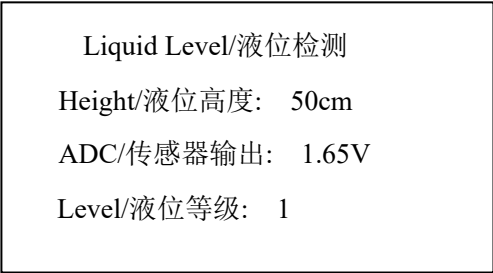 Liquid Level/液位检测
Height/液位高度: 50cm
ADC/传感器输出: 1.65V
Level/液位等级: 1